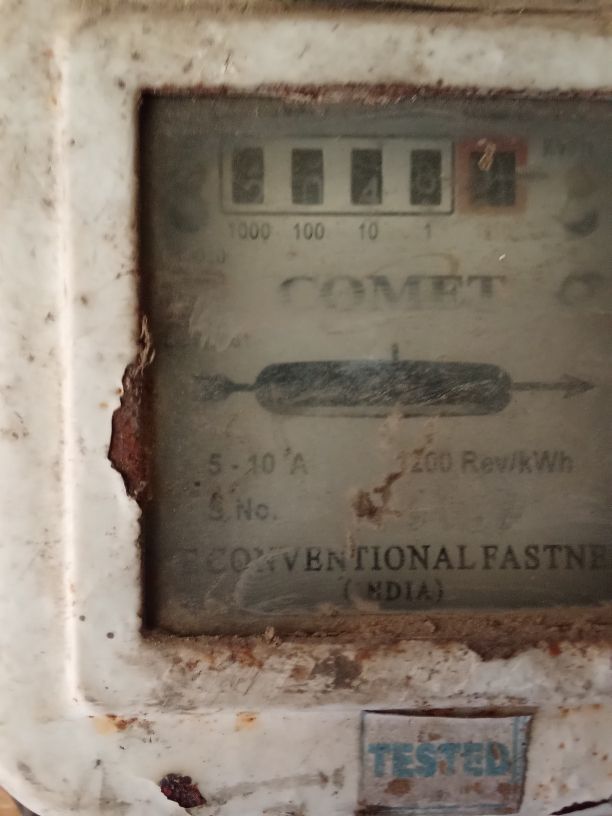 1000 100 10 1
COMET
5 - 10 A 1200 Rev/kWh
S.No.
CONVENTIONAL FASTNE
(INDIA)
TESTED